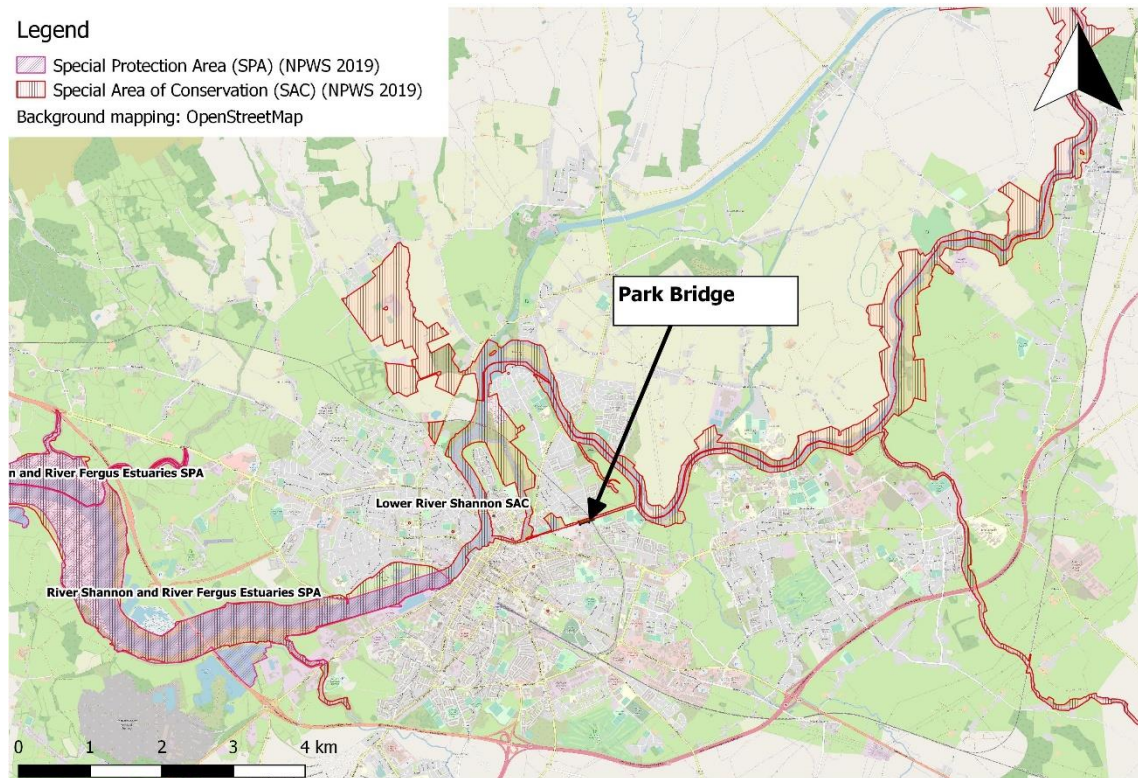 Legend
Special Protection Area (SPA) (NPWS 2019)
Special Area of Conservation (SAC) (NPWS 2019)
Background mapping: OpenStreetMap
Park Bridge
n and River Fergus Estuaries SPA
Lower River Shannon SAC
River Shannon and River Fergus Estuaries SPA
0 1 2 3 4 km